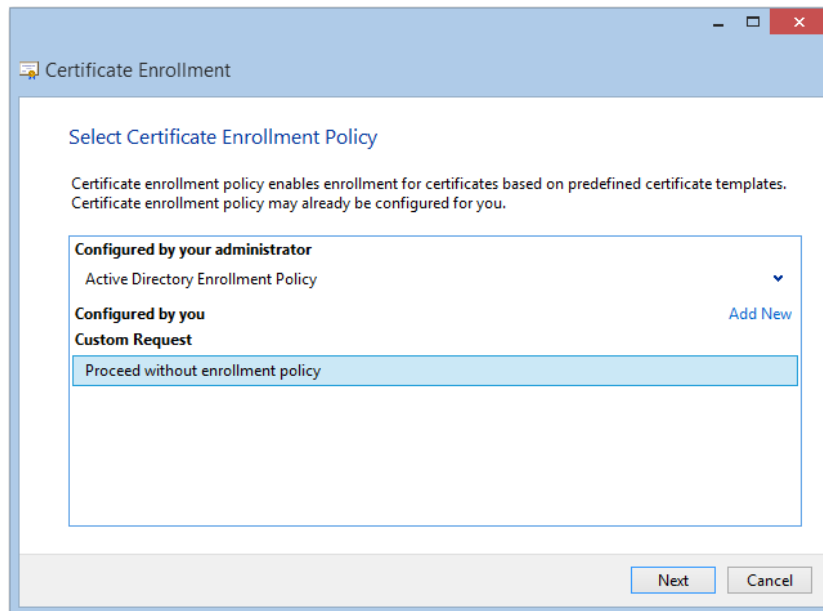 Certificate Enrollment
Select Certificate Enrollment Policy
Certificate enrollment policy enables enrollment for certificates based on predefined certificate templates.
Certificate enrollment policy may already be configured for you.
Configured by your administrator
Active Directory Enrollment Policy
Configured by you Add New
Custom Request
Proceed without enrollment policy
Next Cancel